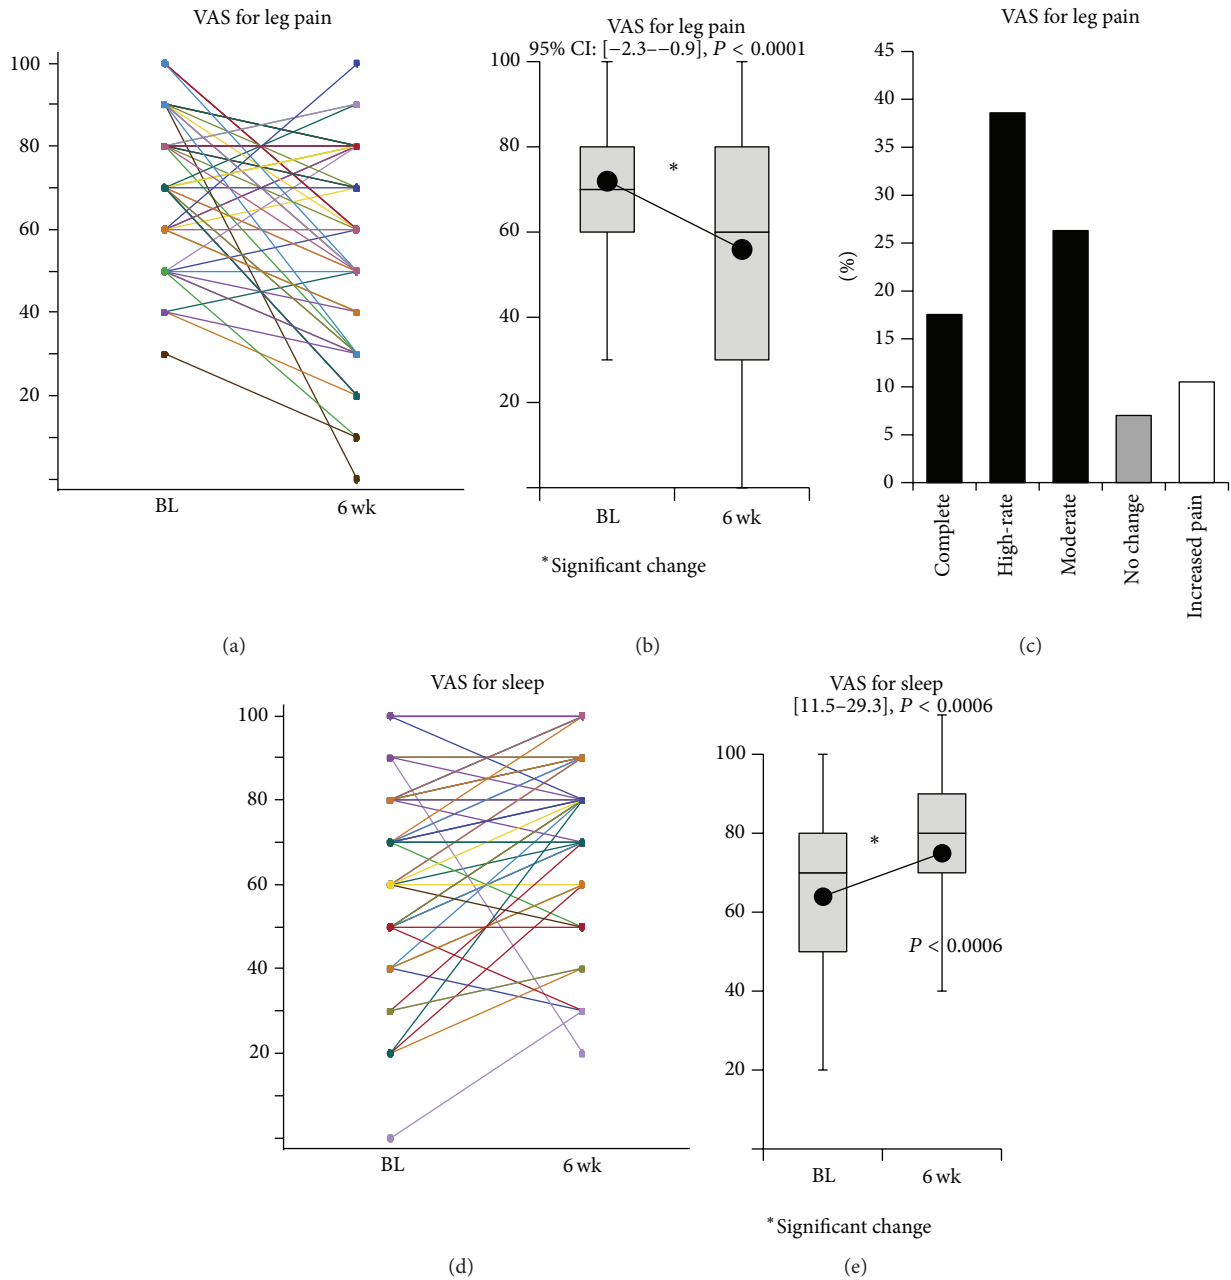 VAS for leg pain
100
80
60
40
20
BL
6 wk
(a)
VAS for leg pain
95% CI: [−2.3–−0.9], P < 0.0001
100
80
60
40
20
*
BL
6 wk
*Significant change
(b)
VAS for leg pain
45
40
35
30
25
20
15
10
5
0
(%)
Complete
High-rate
Moderate
No change
Increased pain
(c)
VAS for sleep
100
80
60
40
20
BL
6 wk
(d)
VAS for sleep
[11.5–29.3], P < 0.0006
100
80
60
40
20
*
P < 0.0006
BL
6 wk
*Significant change
(e)